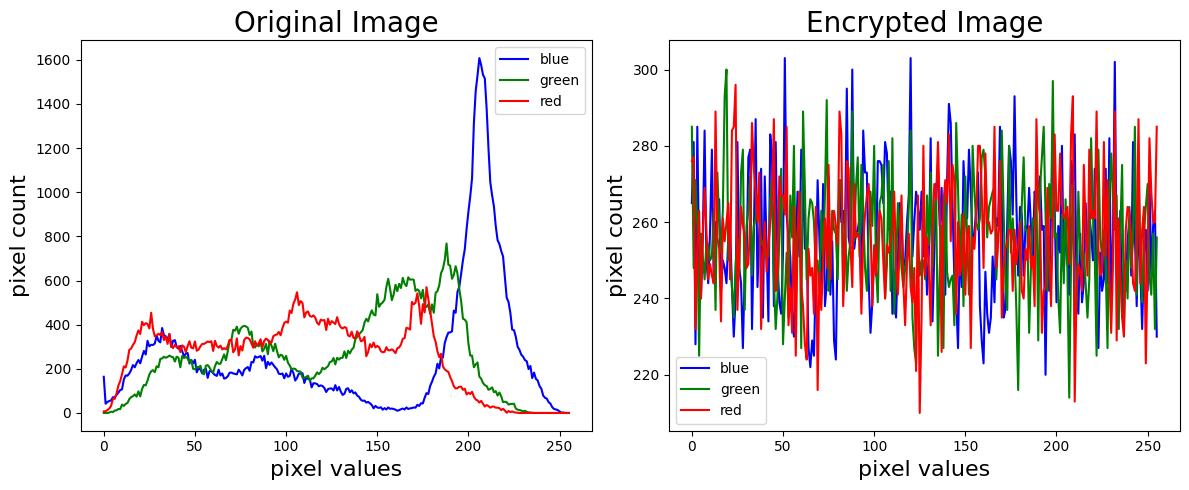 Original Image
1600
1400
1200
1000
800
600
400
200
0
pixel count
0 50 100 150 200 250
pixel values
blue
green
red
Encrypted Image
300
280
260
240
220
pixel count
0 50 100 150 200 250
pixel values
blue
green
red